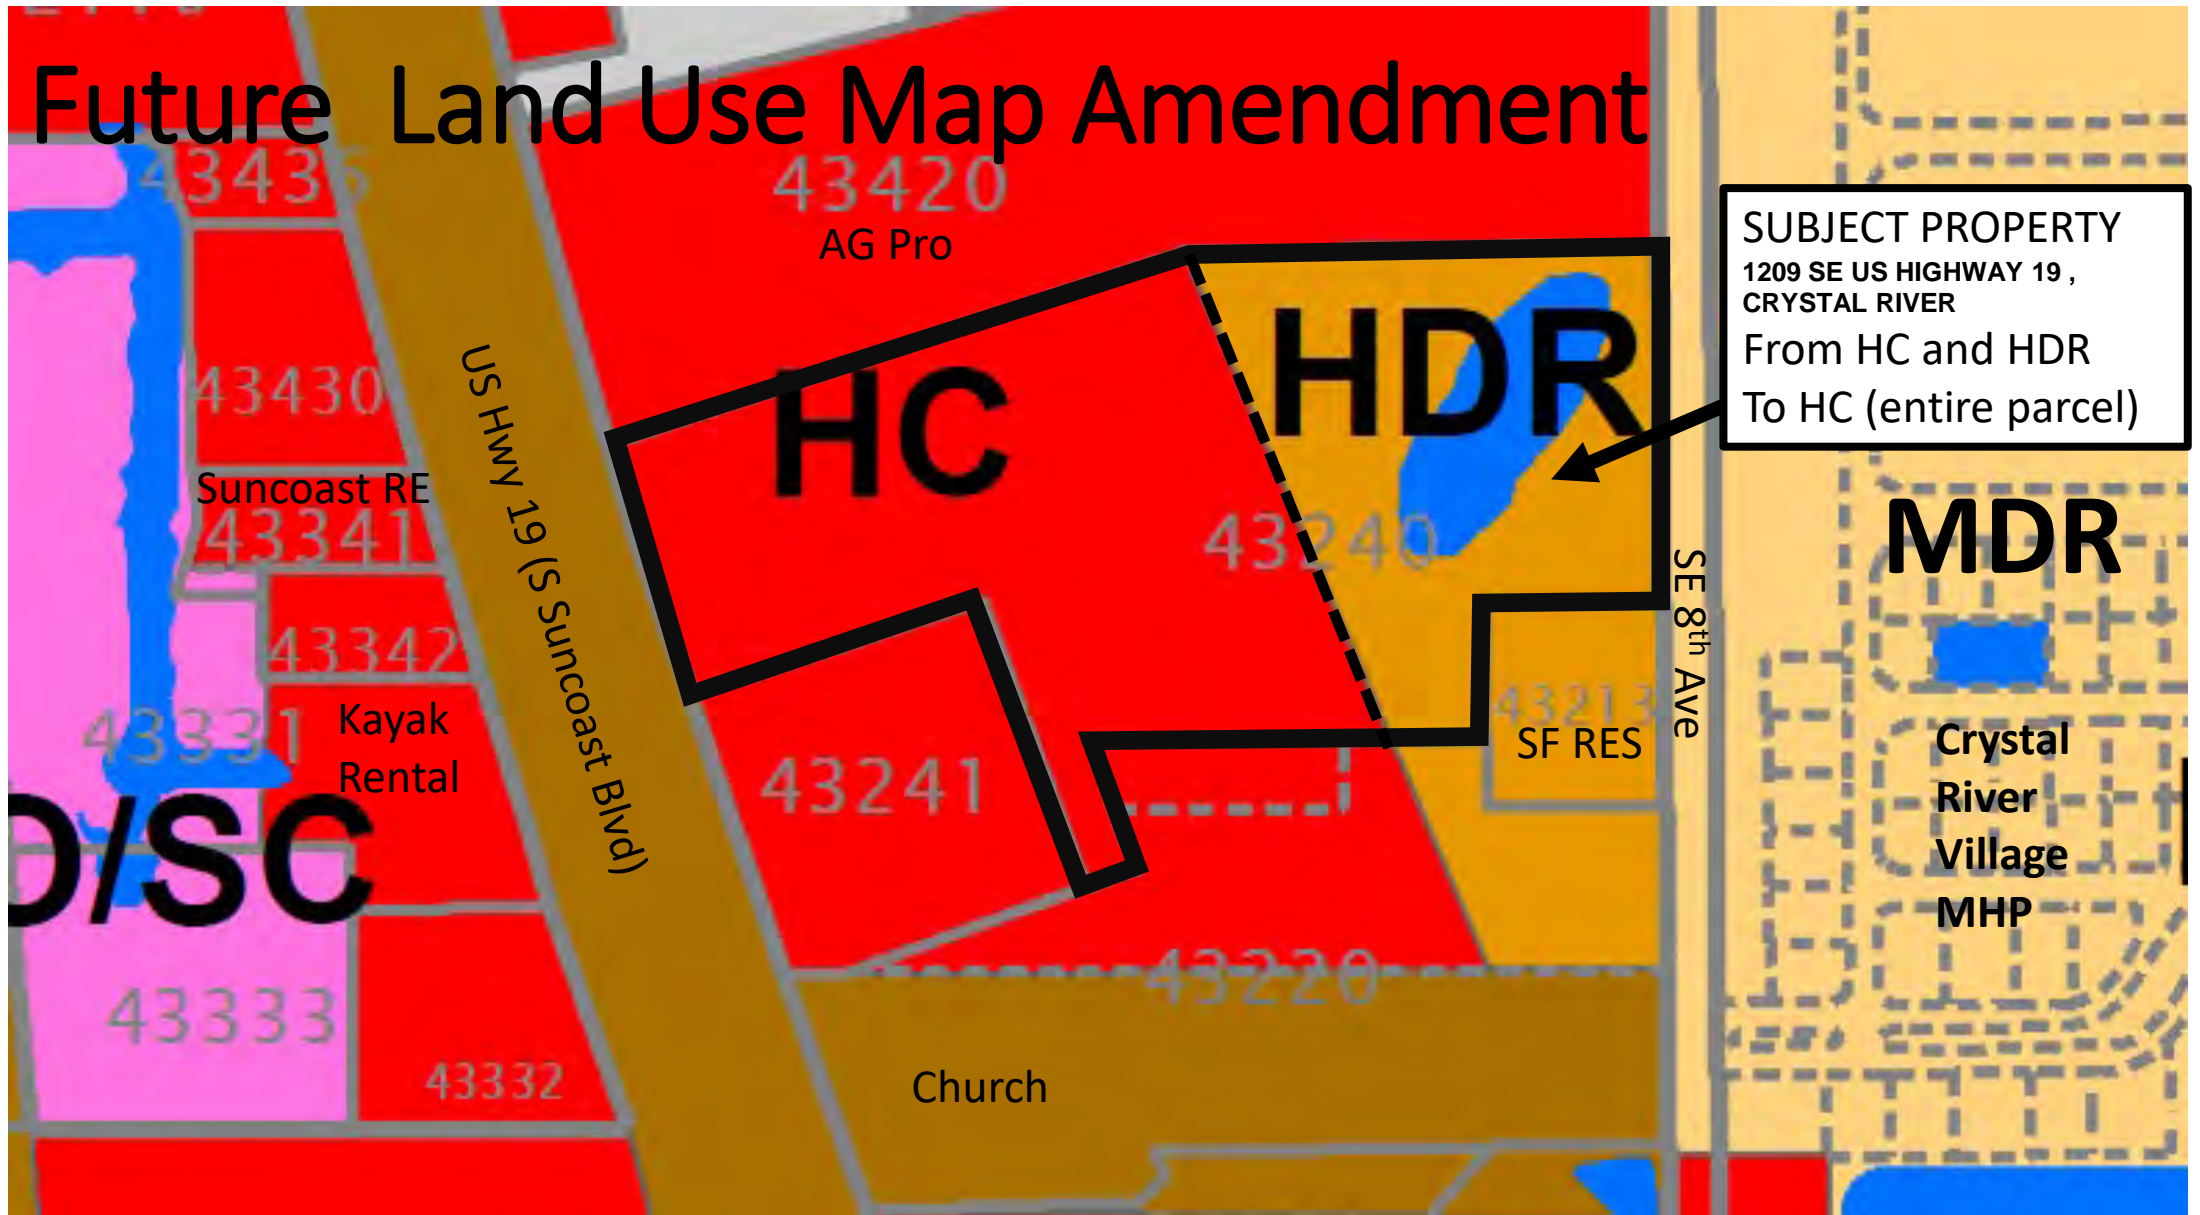 Future Land Use Map Amendment
43436
43420
AG Pro
SUBJECT PROPERTY
1209 SE US HIGHWAY 19 ,
CRYSTAL RIVER
From HC and HDR
To HC (entire parcel)
HC
HDR
43430
US Hwy 19 (S Suncoast Blvd)
Suncoast RE
43341
43240
MDR
SE 8th Ave
43342
43213
SF RES
43331
Kayak
Rental
43241
Crystal
River
Village
MHP
/SC
43220
43333
43332
Church